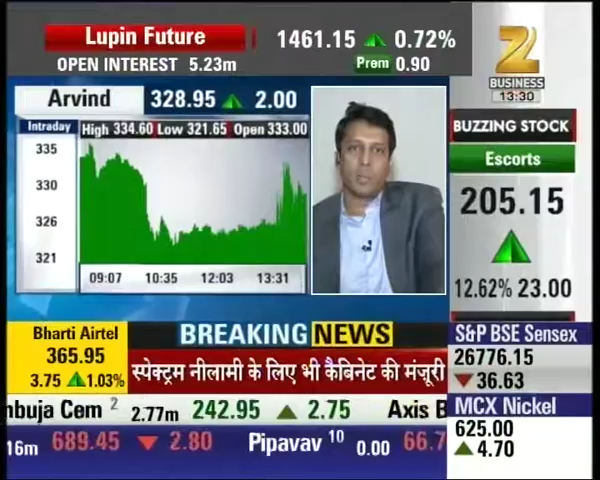 Lupin Future
1461.15 0.72%
OPEN INTEREST 5.23m
Prem 0.90
Z
BUSINESS
13:30
Arvind 328.95 2.00
Intraday High 334.60 Low 321.65 Open 333.00
335
330
326
321
09:07 10:35 12:03 13:31
BUZZING STOCK
Escorts
205.15
12.62% 23.00
Bharti Airtel
365.95
3.75 1.03%
BREAKING NEWS
स्पेक्ट्रम नीलामी के लिए भी कैबिनेट की मंजूरी
S&P BSE Sensex
26776.15
36.63
MCX Nickel
625.00
4.70
mbuja Cem 2 2.77m 242.95 2.75 Axis B
16m 689.45 2.80 Pipavav 10 0.00 66.7